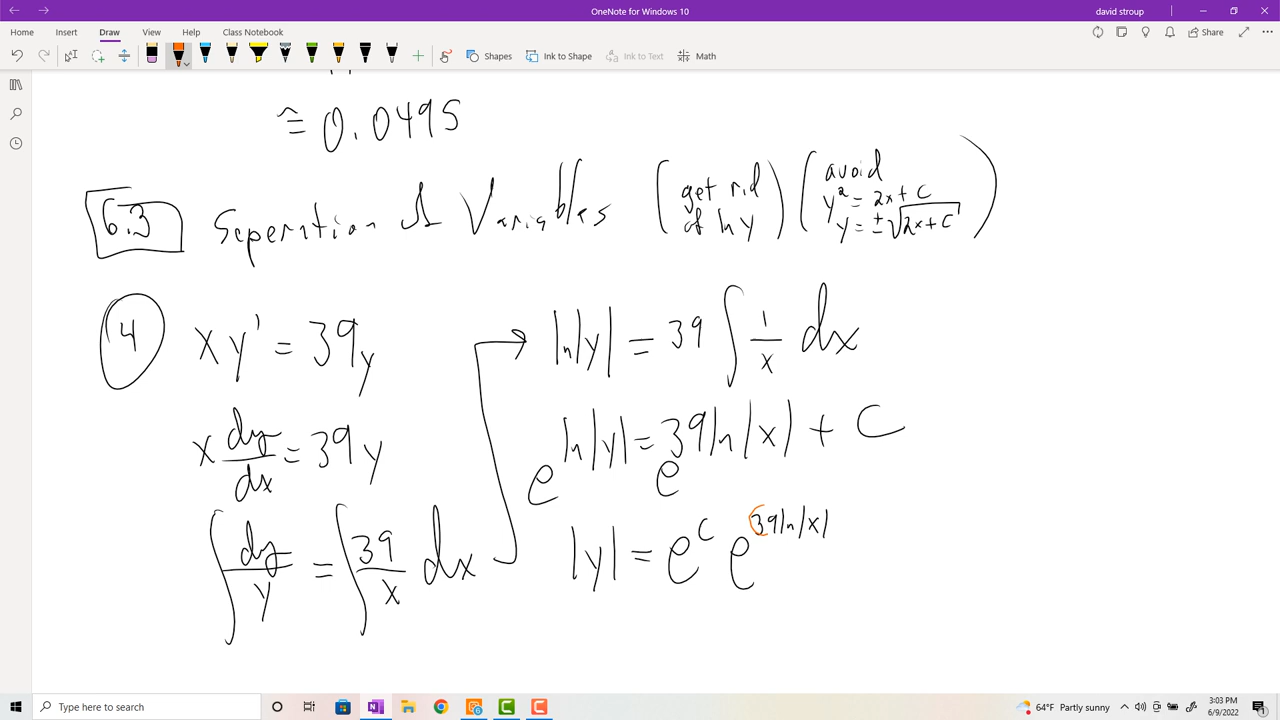 OneNote for Windows 10
david stroup
Home Insert Draw View Help Class Notebook
Share
Shapes Ink to Shape Ink to Text Math
≈ 0.0495
6.3 Seperation of Variables (get rid of ln y) (avoid
y² = 2x + C
y = ±√2x+C)
4 xy' = 39y
x dy/dx = 39y
∫ dy/y = ∫ 39/x dx
ln|y| = 39 ∫ 1/x dx
e^ln|y| = e^39ln|x| + C
|y| = e^C e^39ln|x|
Type here to search
64°F Partly sunny
3:03 PM
6/9/2022